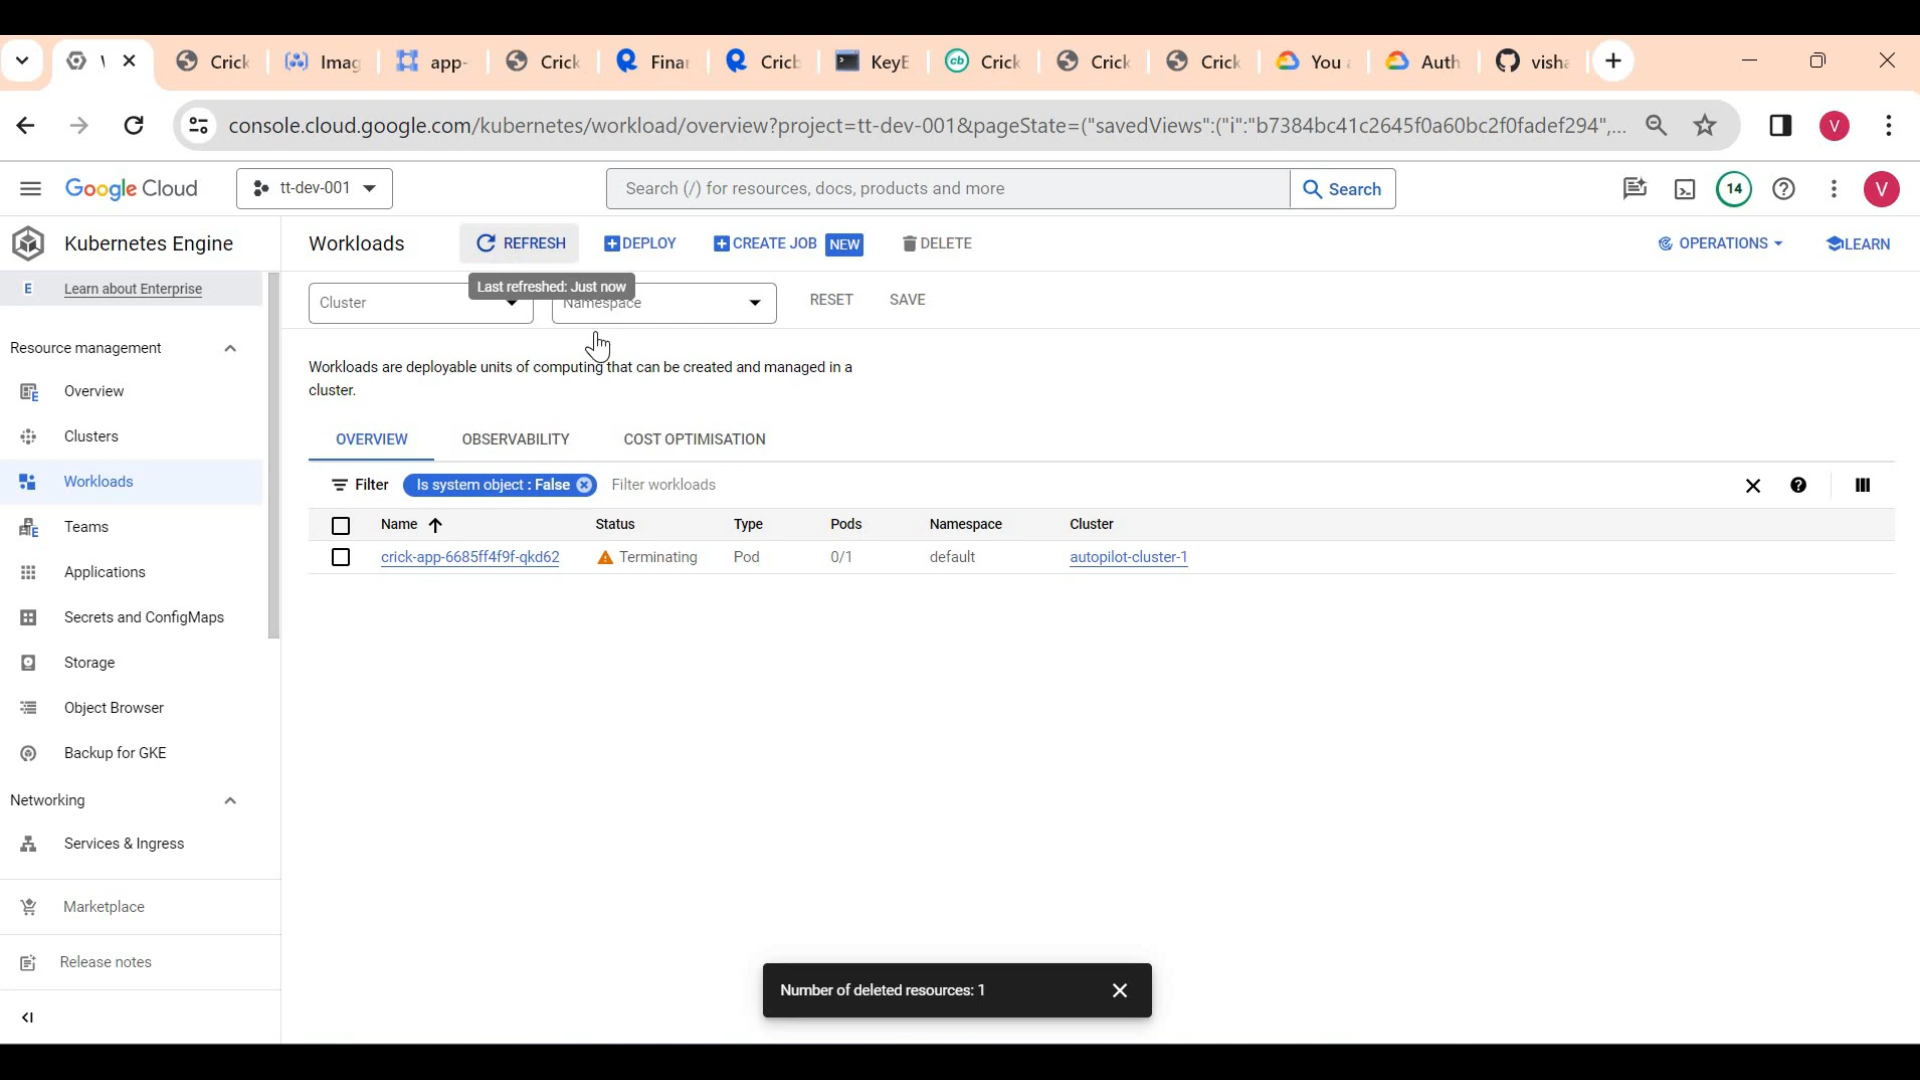 Crick
Imag
app-
Crick
Finar
Cricb
KeyE
Crick
Crick
Crick
You a
Auth
visha
console.cloud.google.com/kubernetes/workload/overview?project=tt-dev-001&pageState=("savedViews":("i":"b7384bc41c2645f0a60bc2f0fadef294",...
V
Google Cloud
tt-dev-001
Search (/) for resources, docs, products and more
Search
14
V
Kubernetes Engine
Workloads
REFRESH
DEPLOY
CREATE JOB NEW
DELETE
OPERATIONS
LEARN
E Learn about Enterprise
Last refreshed: Just now
Cluster
Namespace
RESET
SAVE
Resource management
Overview
Clusters
Workloads
Teams
Applications
Secrets and ConfigMaps
Storage
Object Browser
Backup for GKE
Networking
Services & Ingress
Marketplace
Release notes
Workloads are deployable units of computing that can be created and managed in a
cluster.
OVERVIEW
OBSERVABILITY
COST OPTIMISATION
Filter
Is system object : False
Filter workloads
Name Status Type Pods Namespace Cluster
crick-app-6685ff4f9f-qkd62 Terminating Pod 0/1 default autopilot-cluster-1
Number of deleted resources: 1